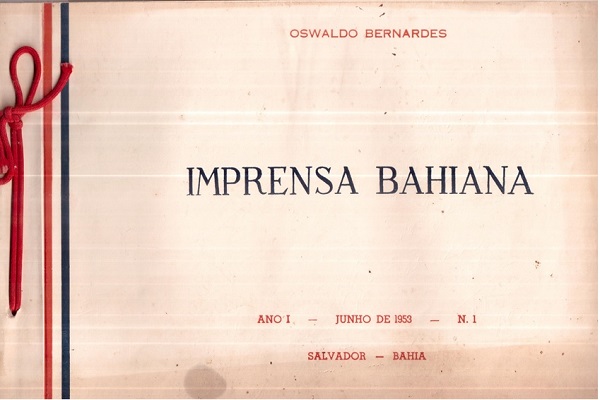 OSWALDO BERNARDES
IMPRENSA BAHIANA
ANO I — JUNHO DE 1953 — N. 1
SALVADOR — BAHIA